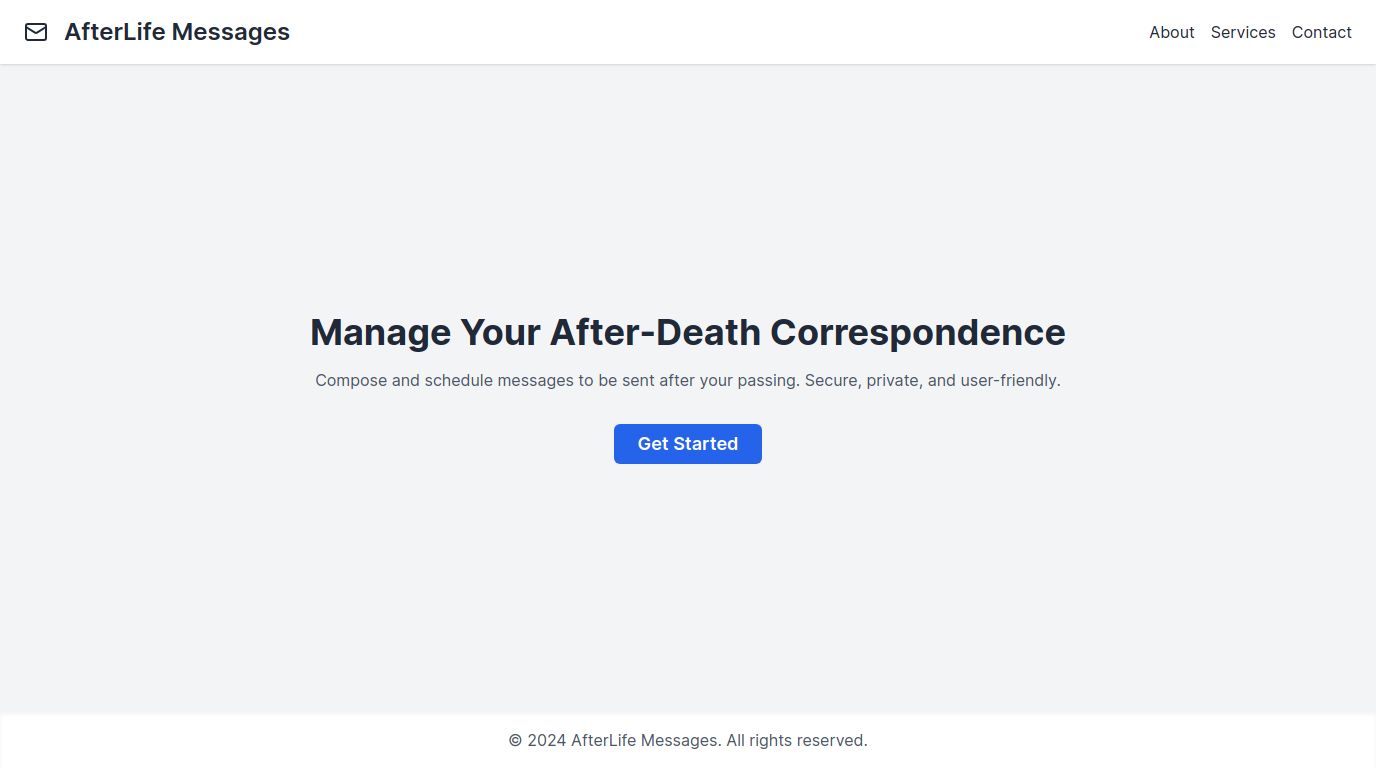 AfterLife Messages
About Services Contact
Manage Your After-Death Correspondence
Compose and schedule messages to be sent after your passing. Secure, private, and user-friendly.
Get Started
© 2024 AfterLife Messages. All rights reserved.